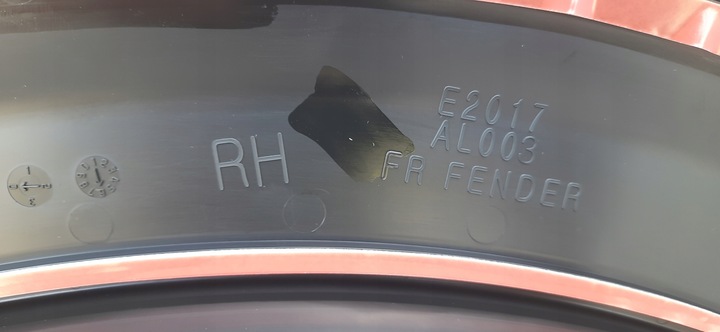 E2017
AL003
RH
FR FENDER